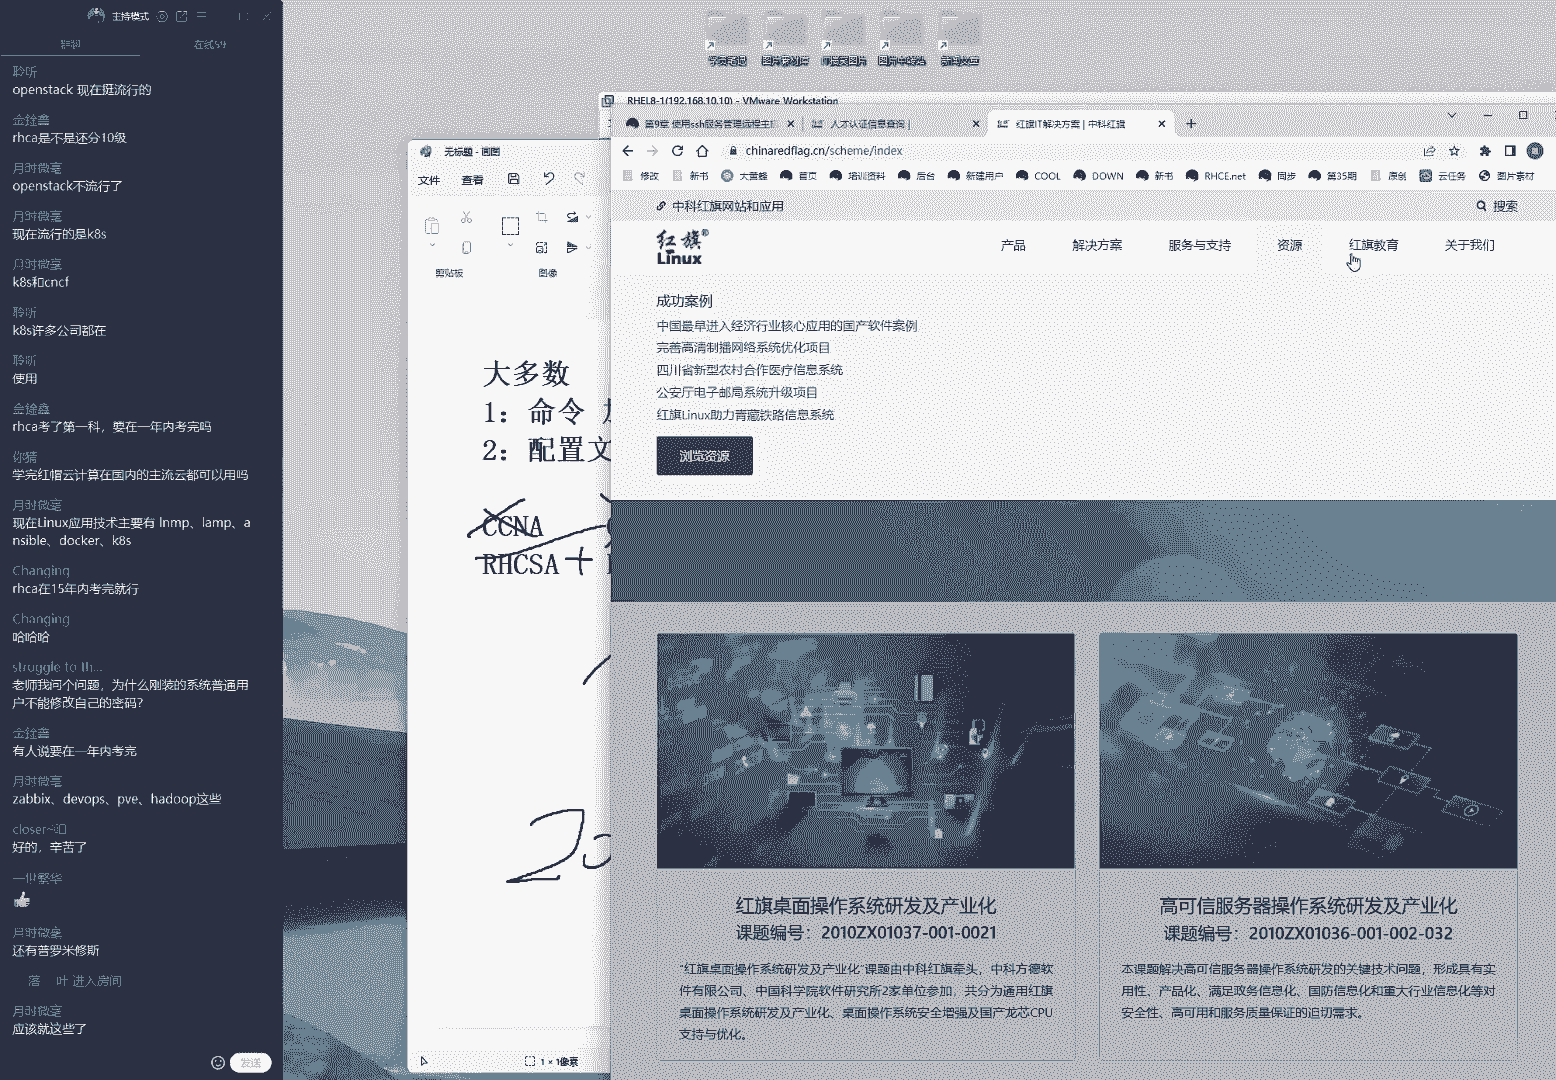 主持模式
聆听
openstack 现在挺流行的
金鍂鑫
rhca是不是还分10级
月时微毫
openstack不流行了
月时微毫
现在流行的是k8s
月时微毫
k8s和cncf
聆听
k8s许多公司都在
聆听
使用
金鍂鑫
rhca考了第一科，要在一年内考完吗
你猜
学完红帽云计算在国内的主流云都可以用吗
月时微毫
现在Linux应用技术主要有 lnmp、lamp、a
nsible、docker、k8s
Changing
rhca在15年内考完就行
Changing
哈哈哈
struggle to th...
老师我问个问题，为什么刚装的系统普通用
户不能修改自己的密码?
金鍂鑫
有人说要在一年内考完
月时微毫
zabbix、devops、pve、hadoop这些
好的，辛苦了
一世繁华
月时微毫
还有普罗米修斯
落 叶 进入房间
月时微毫
应该就这些了
发送
无标题 - 画图
文件 查看
剪贴板 图像
大多数
1：命令
2：配置文
CCNA
RHCSA+
1 × 1像素
RHEL8-1(192.168.10.10) - VMware Workstation
第9章 使用ssh服务管理远程主机 人才认证信息查询 | 红旗IT解决方案 | 中科红旗
chinaredflag.cn/scheme/index
修改 新书 大蓝蜂 首页 培训资料 后台 新建用户 COOL DOWN 新书 RHCE.net 同步 第35期 原创 云任务 图片素材
中科红旗网站和应用 搜索
红旗®
Linux
产品 解决方案 服务与支持 资源 红旗教育 关于我们
成功案例
中国最早进入经济行业核心应用的国产软件案例
完善高清制播网络系统优化项目
四川省新型农村合作医疗信息系统
公安厅电子邮局系统升级项目
红旗Linux助力青藏铁路信息系统
浏览资源
红旗桌面操作系统研发及产业化
课题编号：2010ZX01037-001-0021
“红旗桌面操作系统研发及产业化”课题由中科红旗牵头，中科方德软
件有限公司、中国科学院软件研究所2家单位参加，共分为通用红旗
桌面操作系统研发及产业化、桌面操作系统安全增强及国产龙芯CPU
支持与优化。
高可信服务器操作系统研发及产业化
课题编号：2010ZX01036-001-002-032
本课题解决高可信服务器操作系统研发的关键技术问题，形成具有实
用性、产品化、满足政务信息化、国防信息化和重大行业信息化等对
安全性、高可用和服务质量保证的迫切需求。